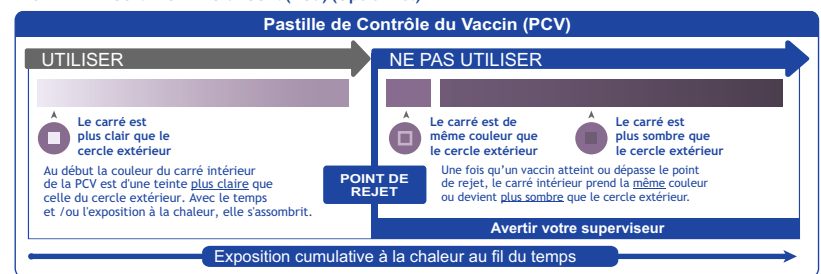 Pastille de Contrôle du Vaccin (PCV)
UTILISER
NE PAS UTILISER
Le carré est
plus clair que le
cercle extérieur
Le carré est de
même couleur que
le cercle extérieur
Le carré est
plus sombre que
le cercle extérieur
Au début la couleur du carré intérieur
de la PCV est d'une teinte plus claire que
celle du cercle extérieur. Avec le temps
et /ou l'exposition à la chaleur, elle s'assombrit.
POINT DE
REJET
Une fois qu'un vaccin atteint ou dépasse le point
de rejet, le carré intérieur prend la même couleur
ou devient plus sombre que le cercle extérieur.
Avertir votre superviseur
Exposition cumulative à la chaleur au fil du temps